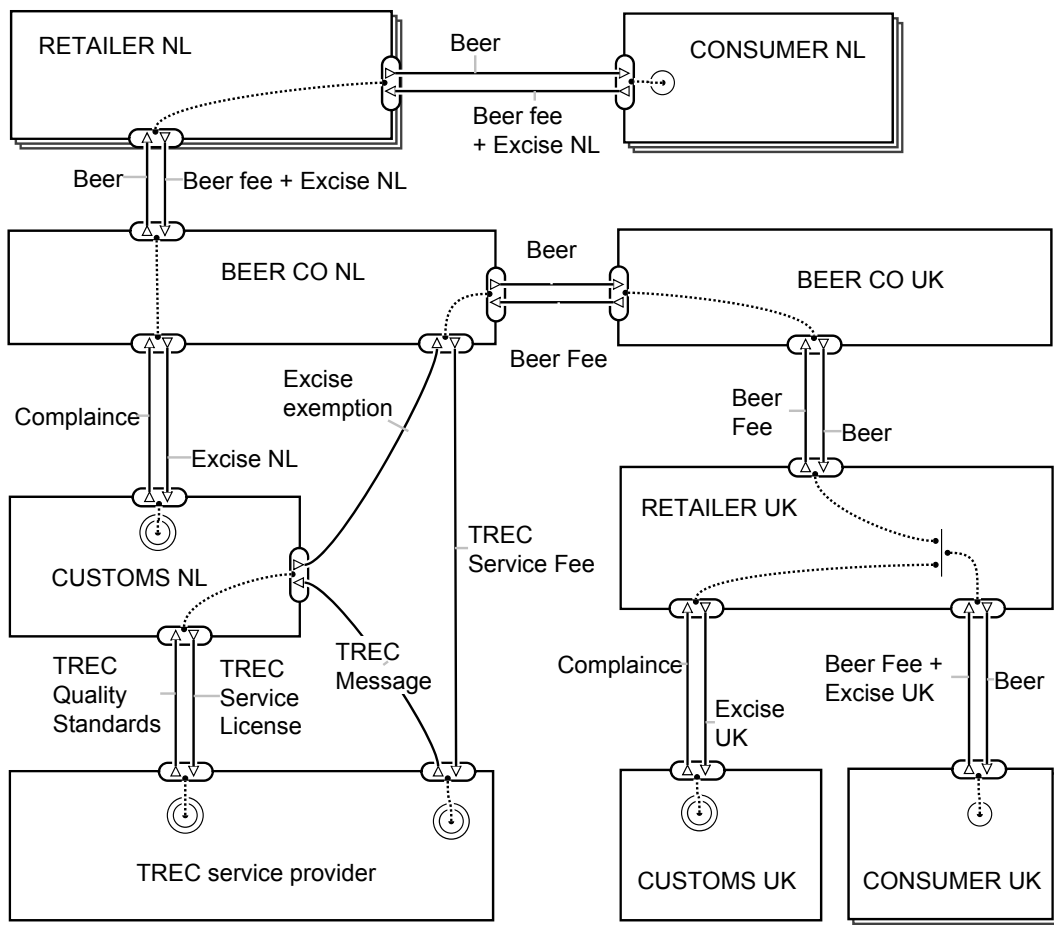 RETAILER NL
Beer
CONSUMER NL
Beer fee
+ Excise NL
Beer
Beer fee + Excise NL
BEER CO NL
Beer
BEER CO UK
Beer Fee
Excise
exemption
Complaince
Excise NL
Beer
Fee
Beer
RETAILER UK
TREC
Service Fee
CUSTOMS NL
TREC
Quality
Standards
TREC
Service
License
TREC
Message
Complaince
Excise
UK
Beer Fee +
Excise UK
Beer
TREC service provider
CUSTOMS UK
CONSUMER UK